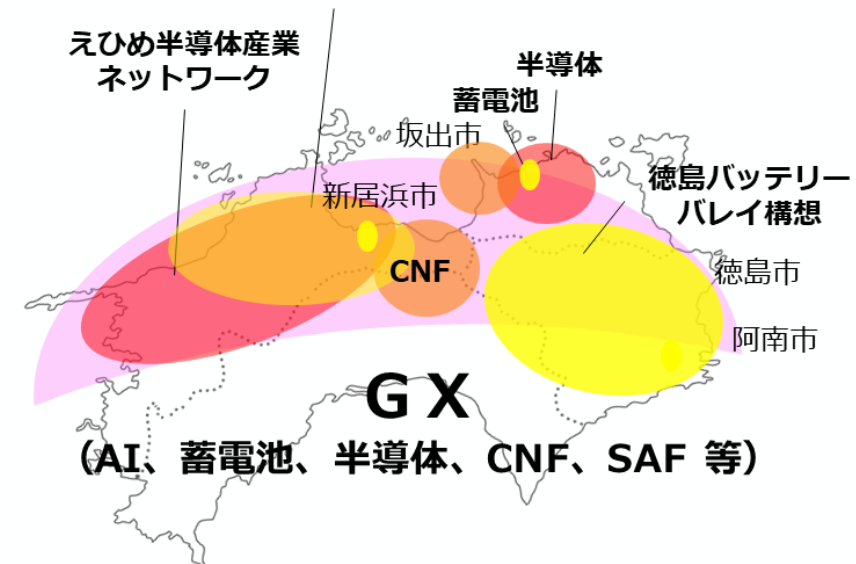 えひめ半導体産業
ネットワーク
半導体
蓄電池
坂出市
新居浜市
徳島バッテリー
バレイ構想
CNF
徳島市
阿南市
GX
（AI、蓄電池、半導体、CNF、SAF 等）